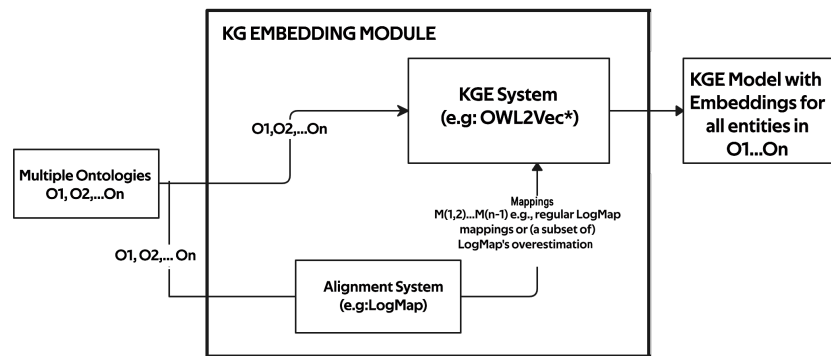 KG EMBEDDING MODULE
KGE System
(e.g: OWL2Vec*)
KGE Model with
Embeddings for
all entities in
O1...On
O1,O2,...On
Multiple Ontologies
O1, O2,...On
Mappings
M(1,2)...M(n-1) e.g., regular LogMap
mappings or (a subset of)
LogMap's overestimation
O1, O2,... On
Alignment System
(e.g:LogMap)